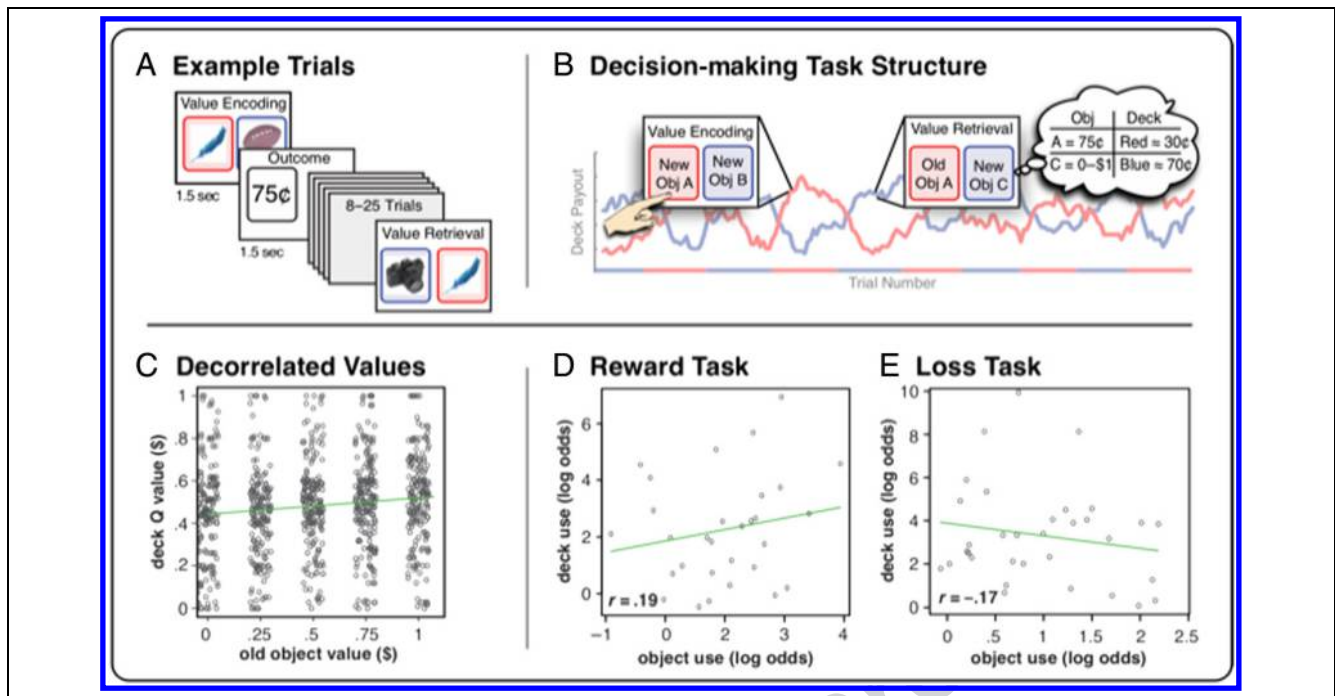 A Example Trials
Value Encoding
1.5 sec
Outcome
75¢
1.5 sec
8–25 Trials
Value Retrieval
B Decision-making Task Structure
Deck Payout
Value Encoding
New Obj A
New Obj B
Value Retrieval
Old Obj A
New Obj C
Obj Deck
A = 75¢ Red ≈ 30¢
C = 0–$1 Blue ≈ 70¢
Trial Number
C Decorrelated Values
deck Q value ($)
1
.8
.6
.4
.2
0
0 .25 .5 .75 1
old object value ($)
D Reward Task
deck use (log odds)
6
4
2
0
r = .19
−1 0 2 3 4
object use (log odds)
E Loss Task
deck use (log odds)
10
8
6
4
2
0
r = −.17
0 .5 1 1.5 2 2.5
object use (log odds)